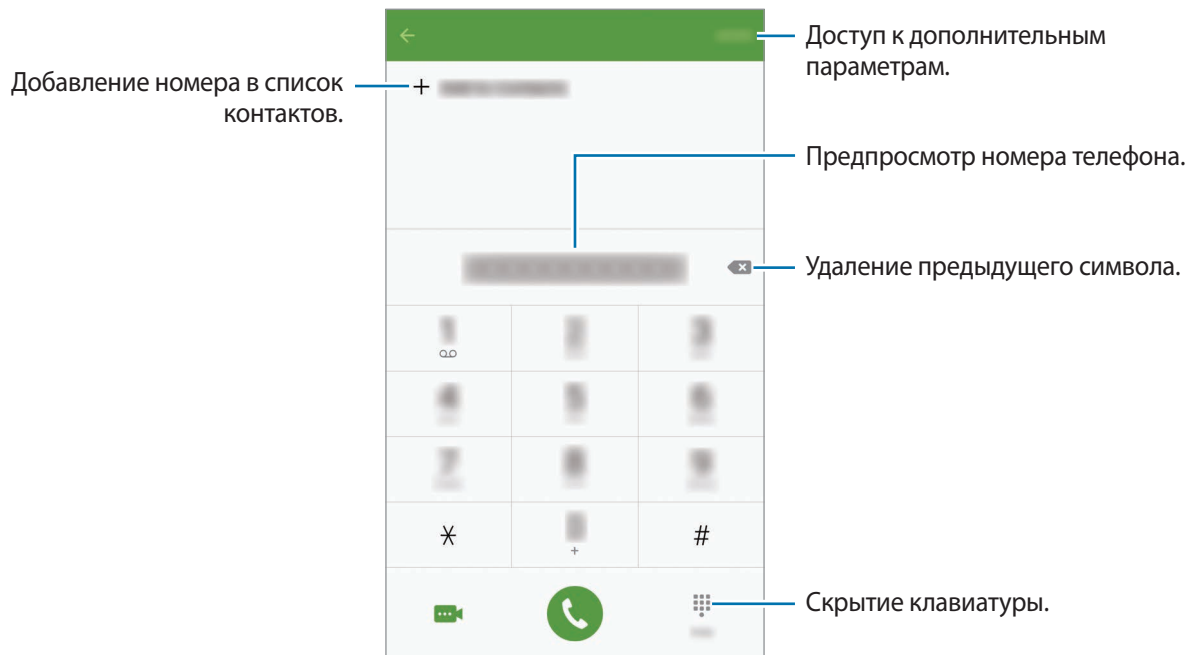 Доступ к дополнительным
параметрам.
Добавление номера в список
контактов.
+
Предпросмотр номера телефона.
Удаление предыдущего символа.
*
+
#
Скрытие клавиатуры.